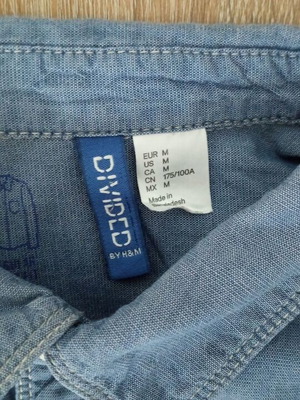 DIVIDED
BY H&M
EUR M
US M
CA M
CN 175/100A
MX M
Made in